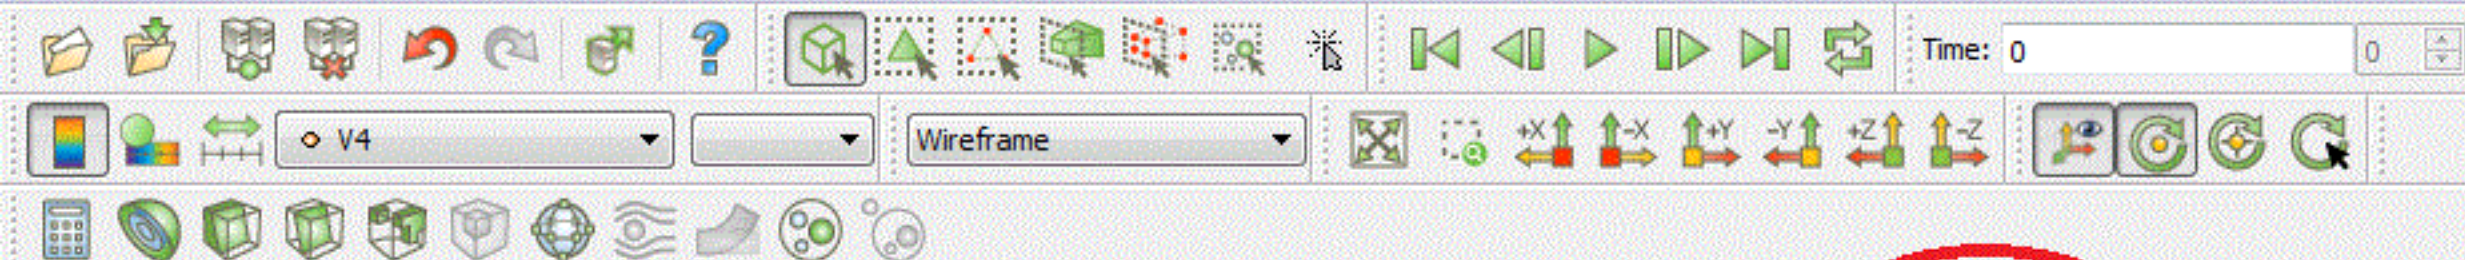 Time: 0 0
V4 Wireframe +X -X +Y -Y +Z -Z